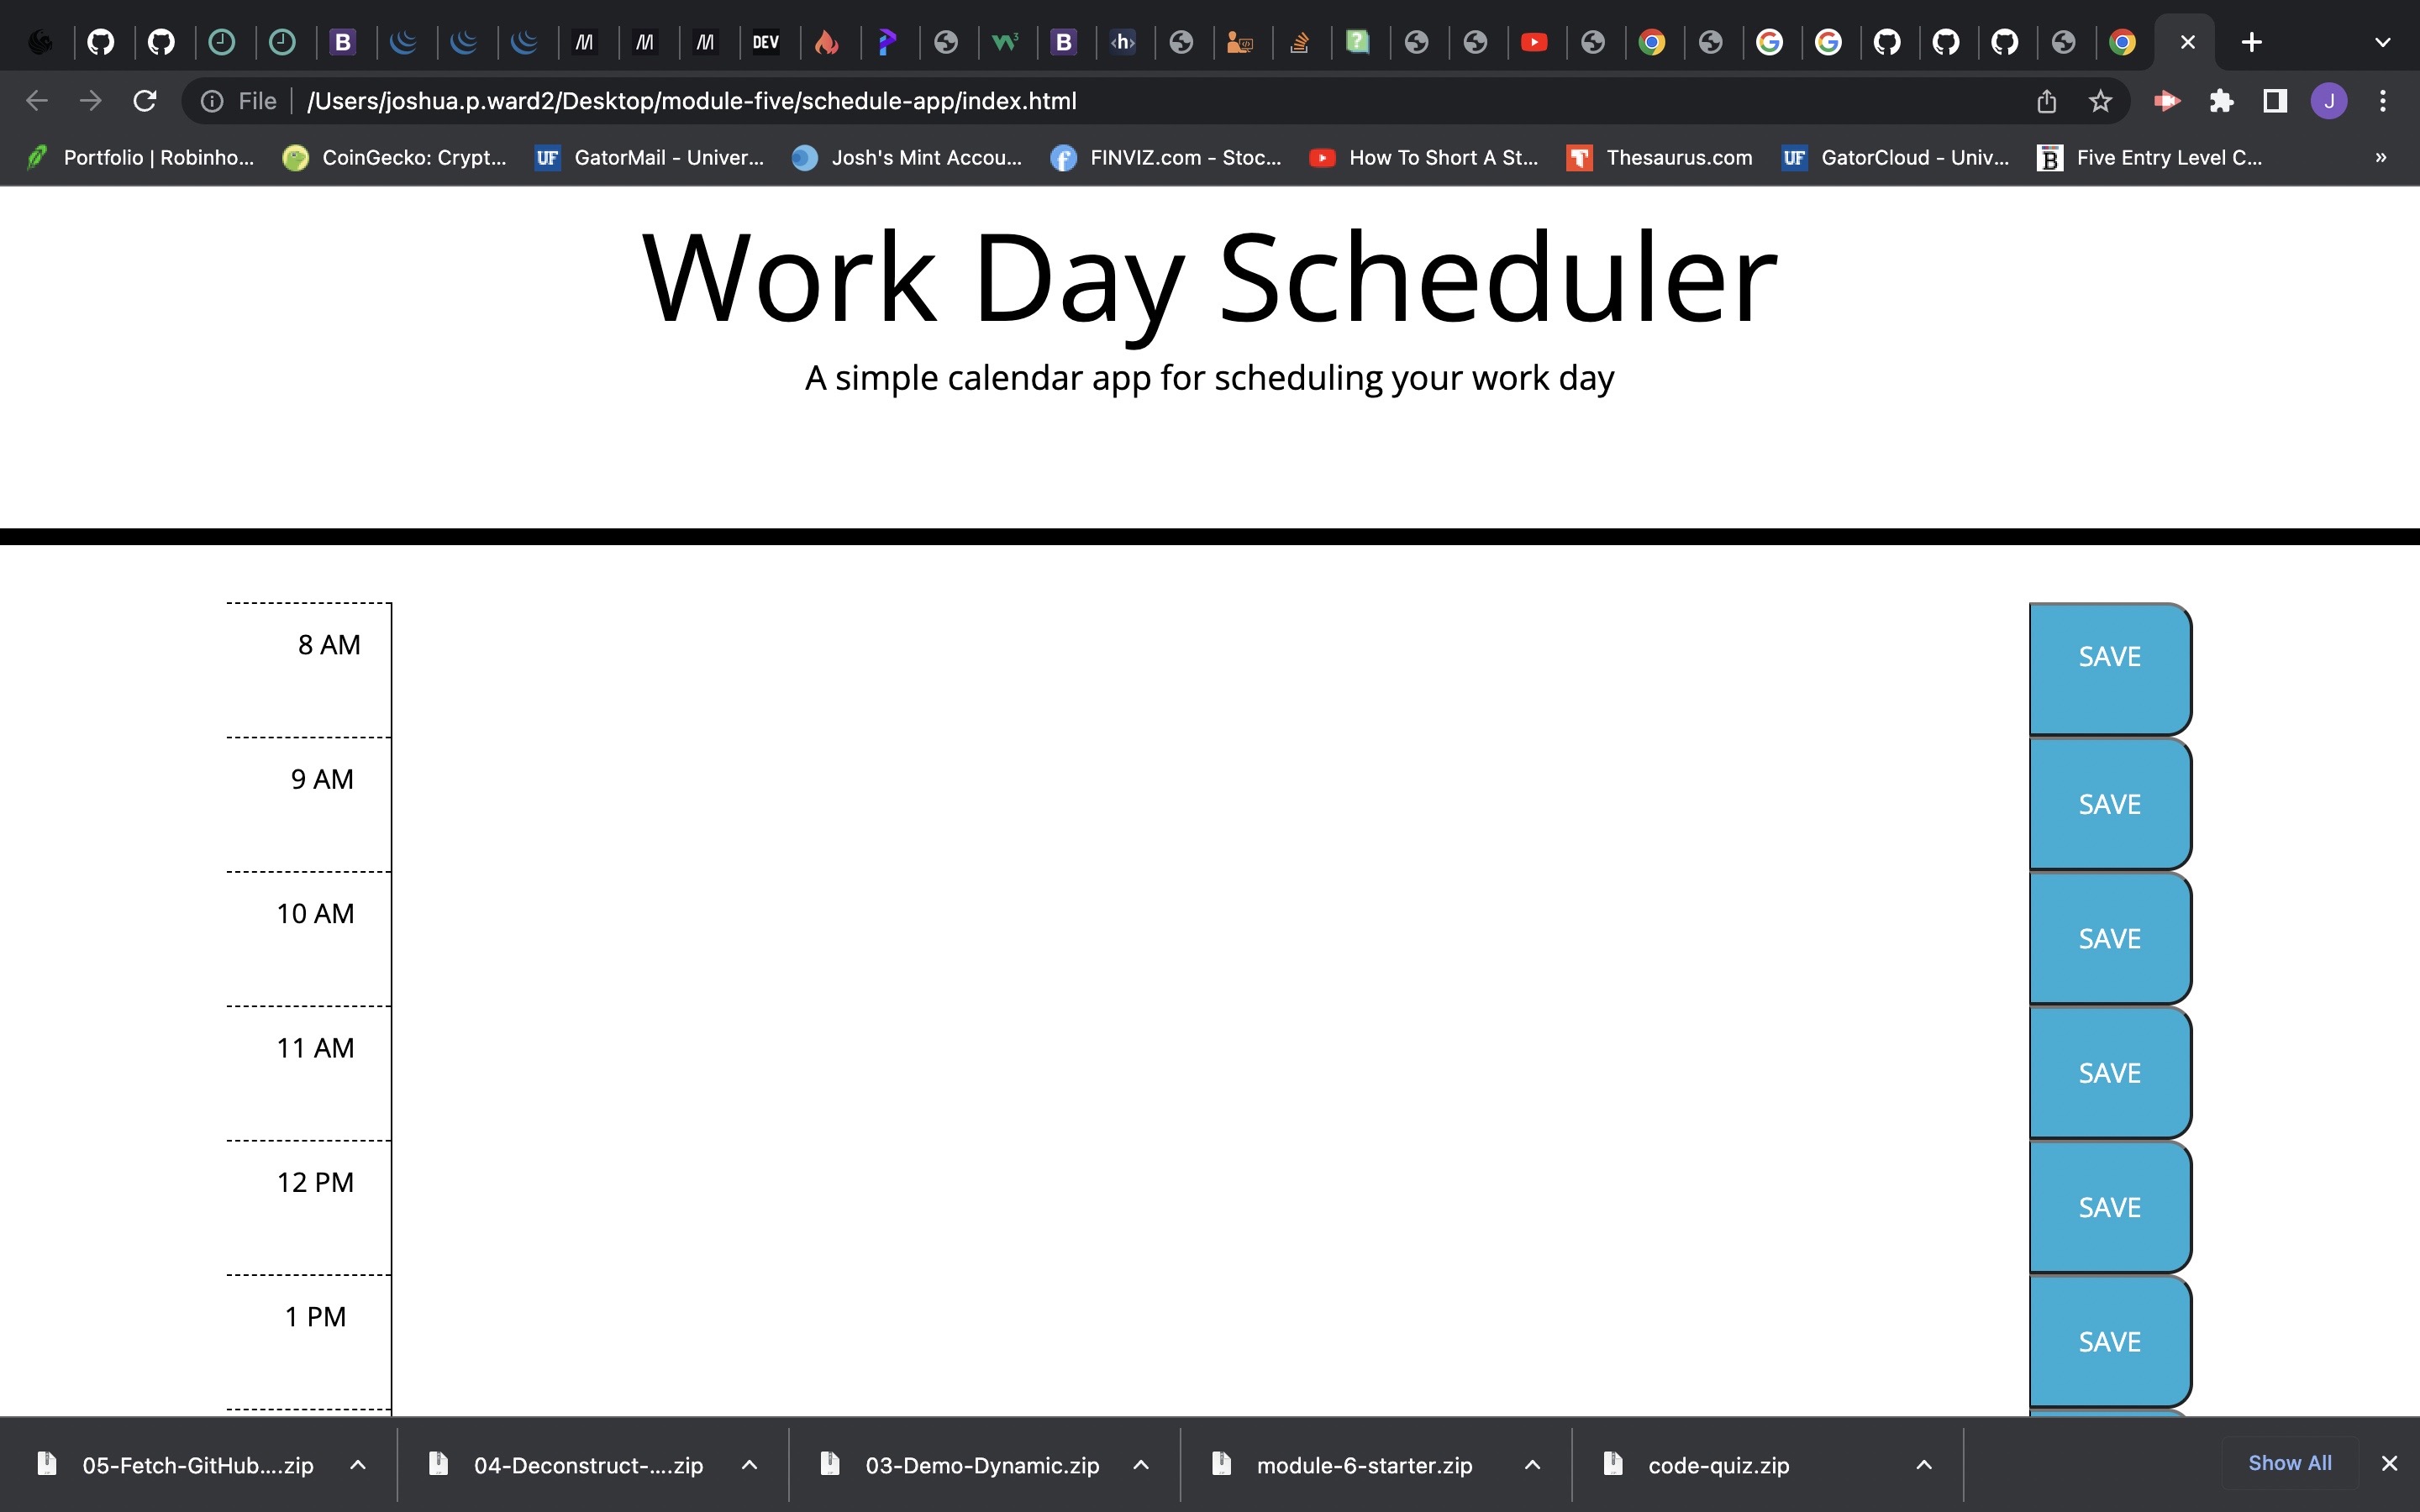 DEV
File /Users/joshua.p.ward2/Desktop/module-five/schedule-app/index.html J
Portfolio | Robinho... CoinGecko: Crypt... UF GatorMail - Univer... Josh's Mint Accou... FINVIZ.com - Stoc... How To Short A St... Thesaurus.com UF GatorCloud - Univ... Five Entry Level C... »
Work Day Scheduler
A simple calendar app for scheduling your work day
8 AM SAVE
9 AM SAVE
10 AM SAVE
11 AM SAVE
12 PM SAVE
1 PM SAVE
05-Fetch-GitHub....zip 04-Deconstruct-....zip 03-Demo-Dynamic.zip module-6-starter.zip code-quiz.zip Show All